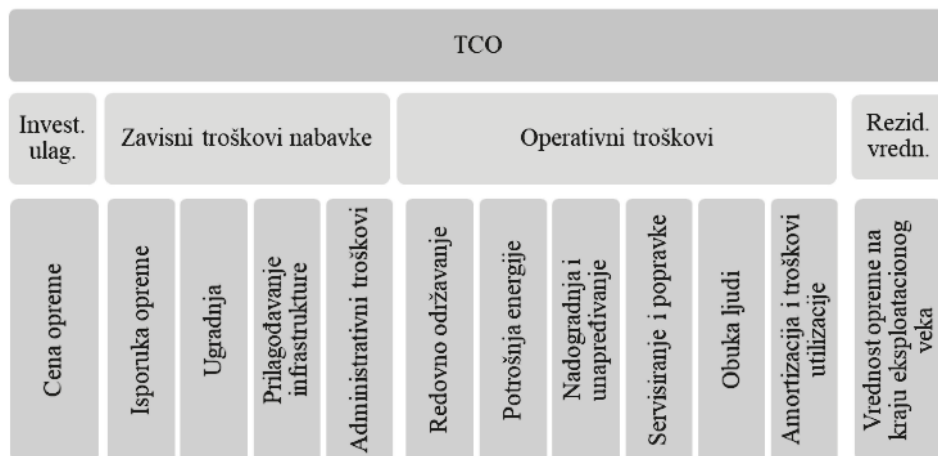 TCO
Invest.
ulag.
Zavisni troškovi nabavke
Operativni troškovi
Rezid.
vredn.
Cena opreme
Isporuka opreme
Ugradnja
Prilagođavanje
infrastrukture
Administrativni troškovi
Redovno održavanje
Potrošnja energije
Nadogradnja i
unapređivanje
Servisiranje i popravke
Obuka ljudi
Amortizacija i troškovi
utilizacije
Vrednost opreme na
kraju eksploatacionog
veka